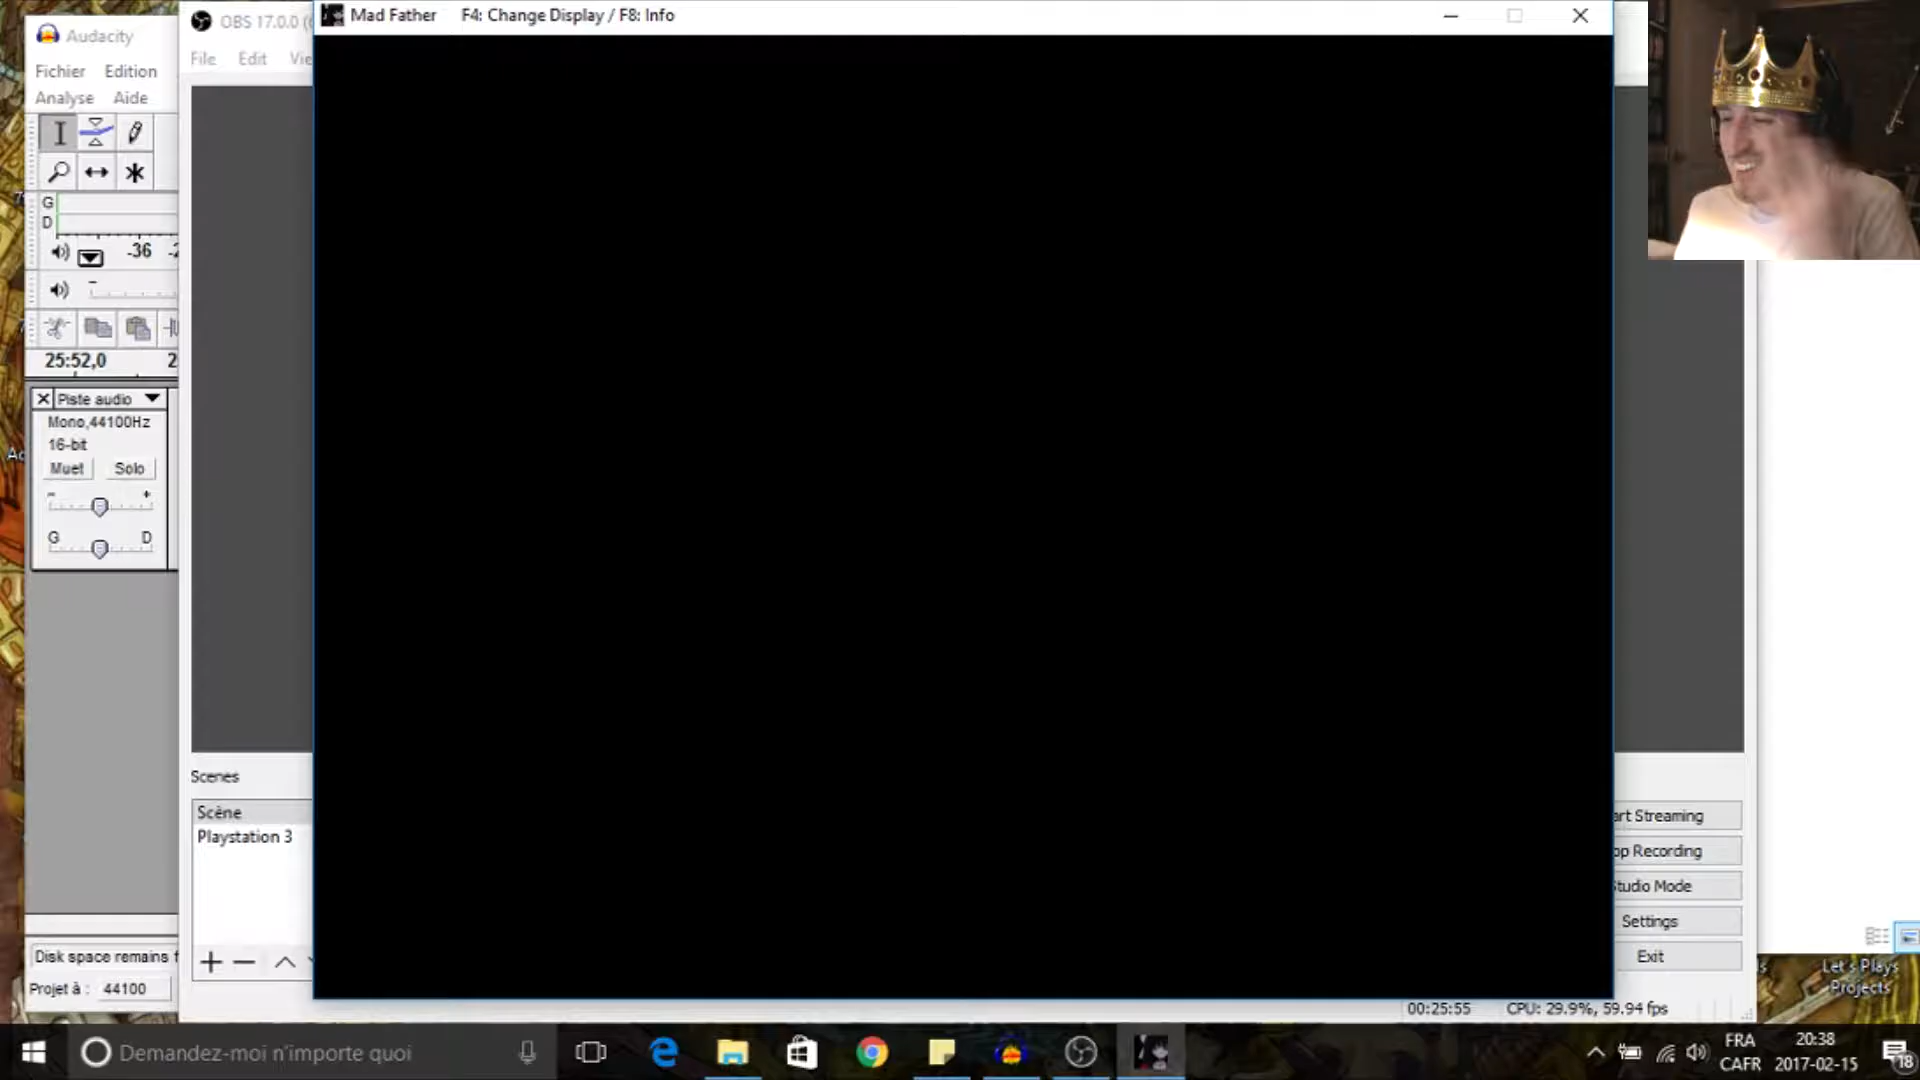 Mad Father F4: Change Display / F8: Info
Audacity
OBS 17.0.0
Fichier Edition
File Edit
Analyse Aide
G
D
-36
25:52,0
Piste audio
Mono,44100Hz
16-bit
Muet Solo
- +
G D
Scenes
Scène
Playstation 3
Disk space remains
Projet à : 44100
art Streaming
op Recording
Studio Mode
Settings
Exit
Let's Plays
Projects
00:25:55 CPU: 29.9%, 59.94 fps
Demandez-moi n'importe quoi
FRA
CAFR
20:38
2017-02-15
18